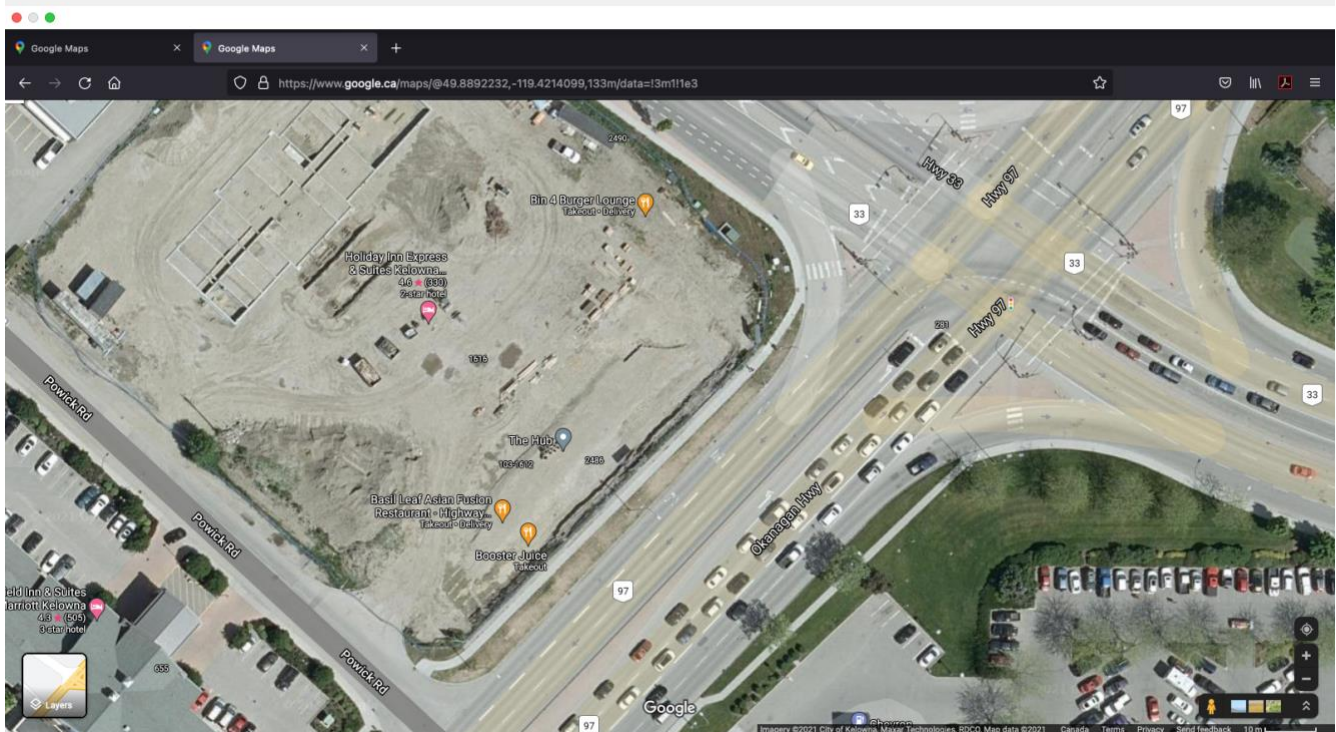 Google Maps
Google Maps
https://www.google.ca/maps/@49.8892232,-119.4214099,133m/data=!3m1!1e3
97
2490
Hwy 33
Hwy 97
Bin 4 Burger Lounge
Takeout • Delivery
33
Holiday Inn Express
& Suites Kelowna...
4.6 ★ (330)
2-star hotel
33
Hwy 97
281
1616
33
Powick Rd
The Hub
103-1612
2486
Basil Leaf Asian Fusion
Restaurant - Highway...
Takeout • Delivery
Okanagan Hwy
Powick Rd
Booster Juice
Takeout
97
eld Inn & Suites
arriott Kelowna
4.3 ★ (505)
3-star hotel
655
Powick Rd
Layers
Google
97
Chevron
Imagery ©2021 City of Kelowna, Maxar Technologies, RDCO, Map data ©2021 Canada Terms Privacy Send feedback 10 m